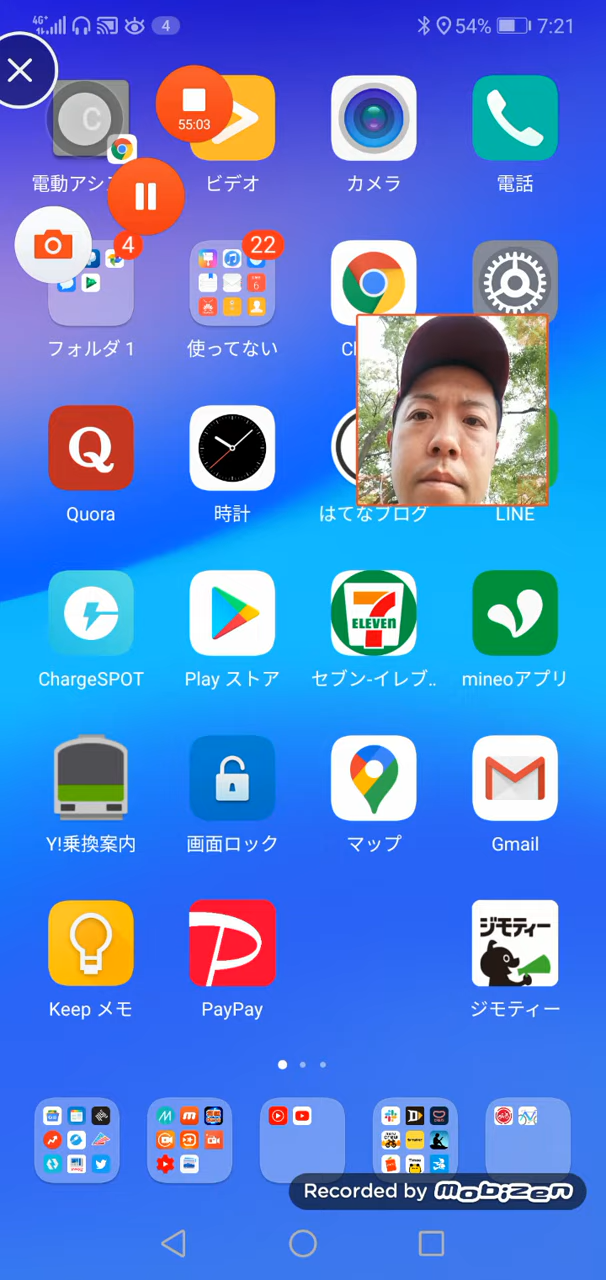 4G+ 4 54% 7:21
C
55:03
電動アシ
ビデオ
カメラ
電話
4
22
フォルダ 1
使ってない
Q
Quora
時計
はてなブログ
LINE
7
ELEVEN
ChargeSPOT
Play ストア
セブン-イレブ..
mineoアプリ
Y!乗換案内
画面ロック
マップ
Gmail
ジモティー
Keep メモ
PayPay
ジモティー
Recorded by mobizen